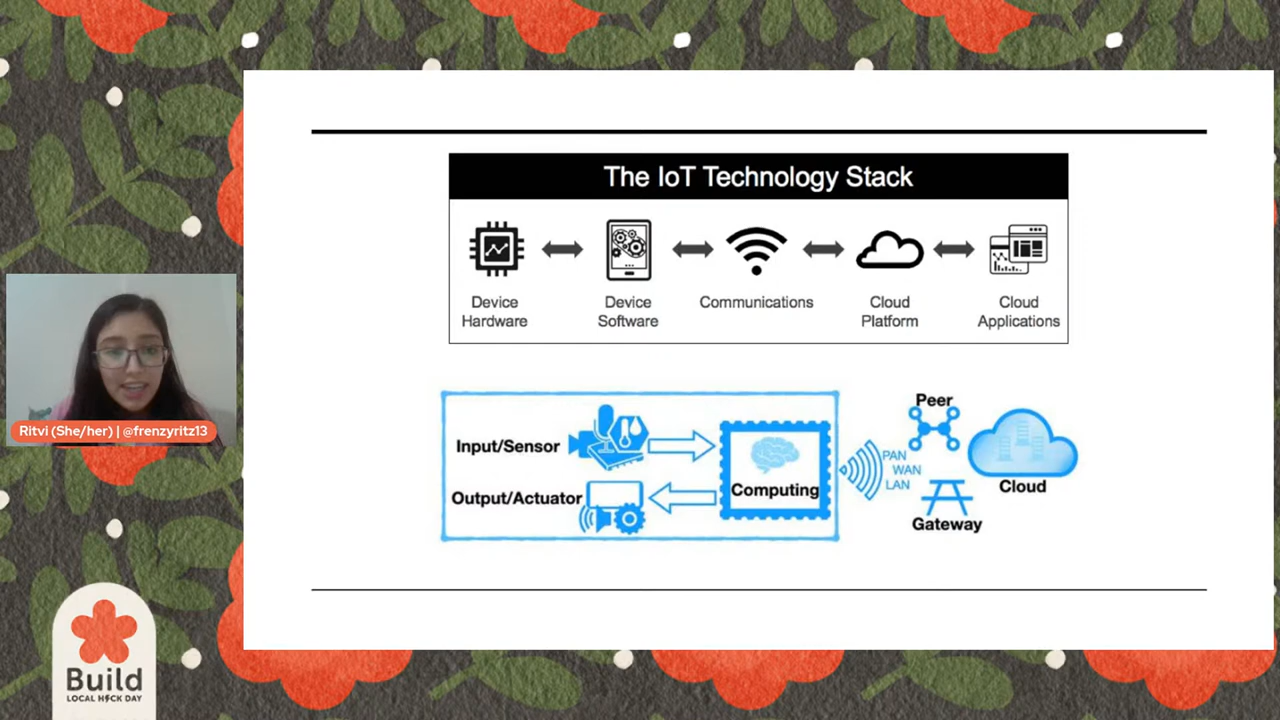 The IoT Technology Stack
Device
Hardware
Device
Software
Communications
Cloud
Platform
Cloud
Applications
Input/Sensor
Output/Actuator
Computing
PAN
WAN
LAN
Peer
Gateway
Cloud
Ritvi (She/her) | @frenzyritz13
Build
LOCAL HACK DAY